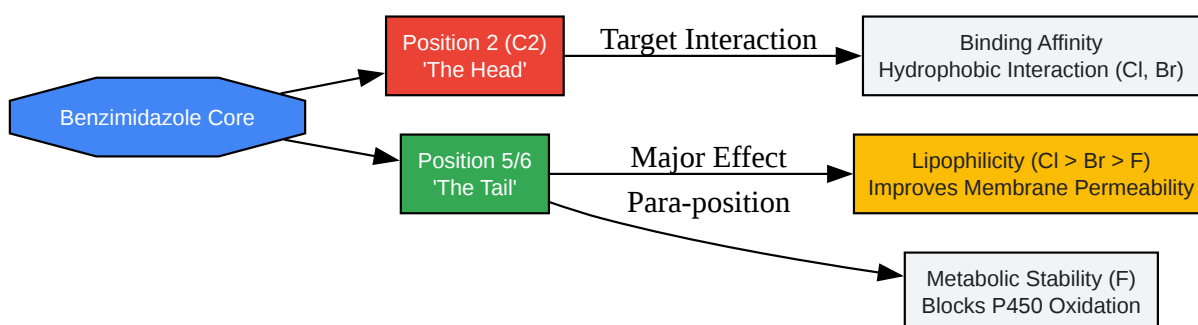 Benzimidazole Core
Position 2 (C2)
'The Head'
Target Interaction
Binding Affinity
Hydrophobic Interaction (Cl, Br)
Position 5/6
'The Tail'
Major Effect
Lipophilicity (Cl > Br > F)
Improves Membrane Permeability
Para-position
Metabolic Stability (F)
Blocks P450 Oxidation